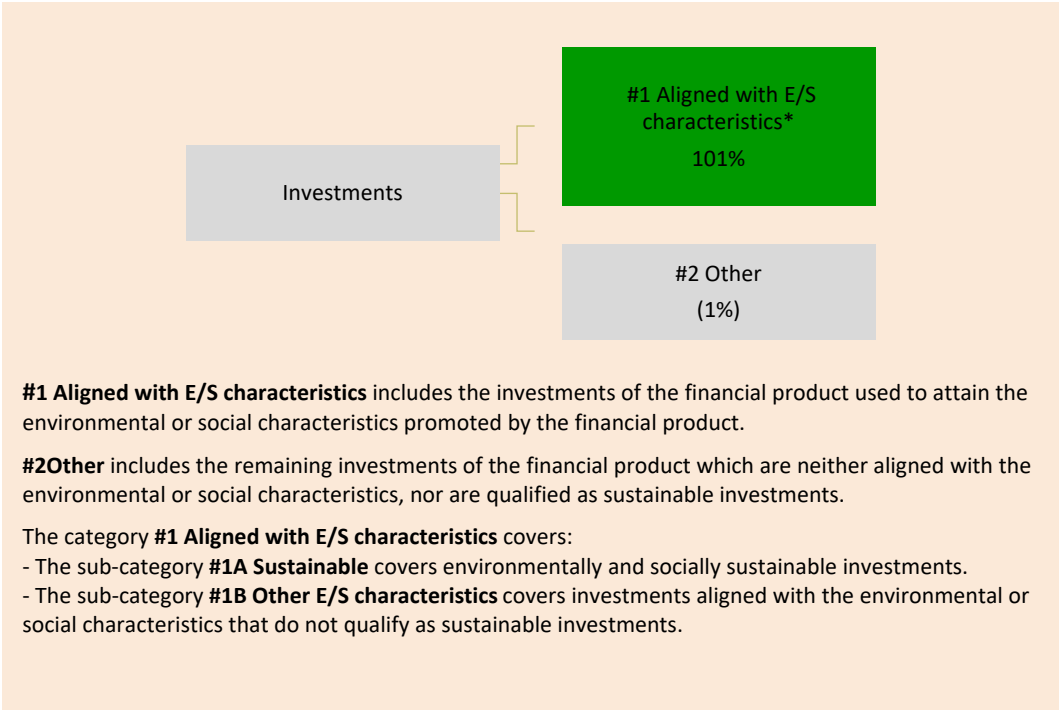 #1 Aligned with E/S
characteristics*
101%
Investments
#2 Other
(1%)
#1 Aligned with E/S characteristics includes the investments of the financial product used to attain the
environmental or social characteristics promoted by the financial product.
#2Other includes the remaining investments of the financial product which are neither aligned with the
environmental or social characteristics, nor are qualified as sustainable investments.
The category #1 Aligned with E/S characteristics covers:
- The sub-category #1A Sustainable covers environmentally and socially sustainable investments.
- The sub-category #1B Other E/S characteristics covers investments aligned with the environmental or
social characteristics that do not qualify as sustainable investments.